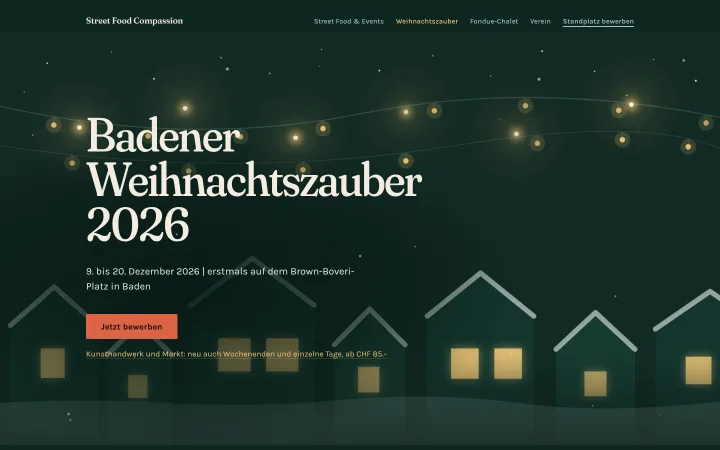 Street Food Compassion
Street Food & Events
Weihnachtszauber
Fondue-Chalet
Verein
Standplatz bewerben
Badener
Weihnachtszauber
2026
9. bis 20. Dezember 2026 | erstmals auf dem Brown-Boveri-
Platz in Baden
Jetzt bewerben
Kunsthandwerk und Markt: neu auch Wochenenden und einzelne Tage, ab CHF 85.-